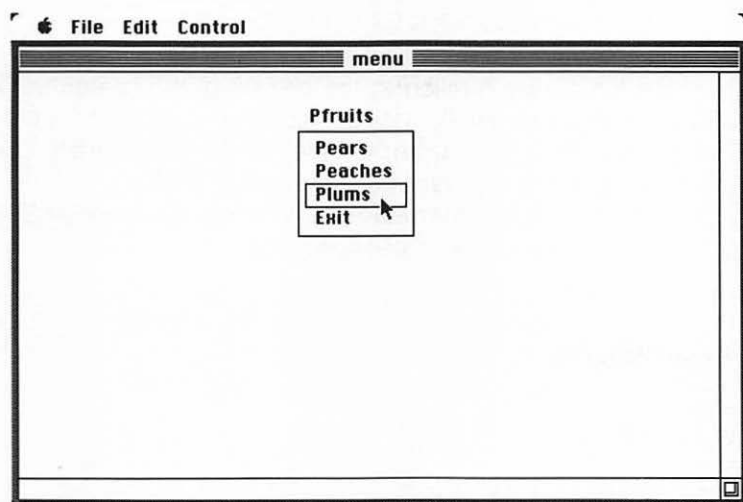 File Edit Control
menu
Pfruits
Pears
Peaches
Plums
Exit